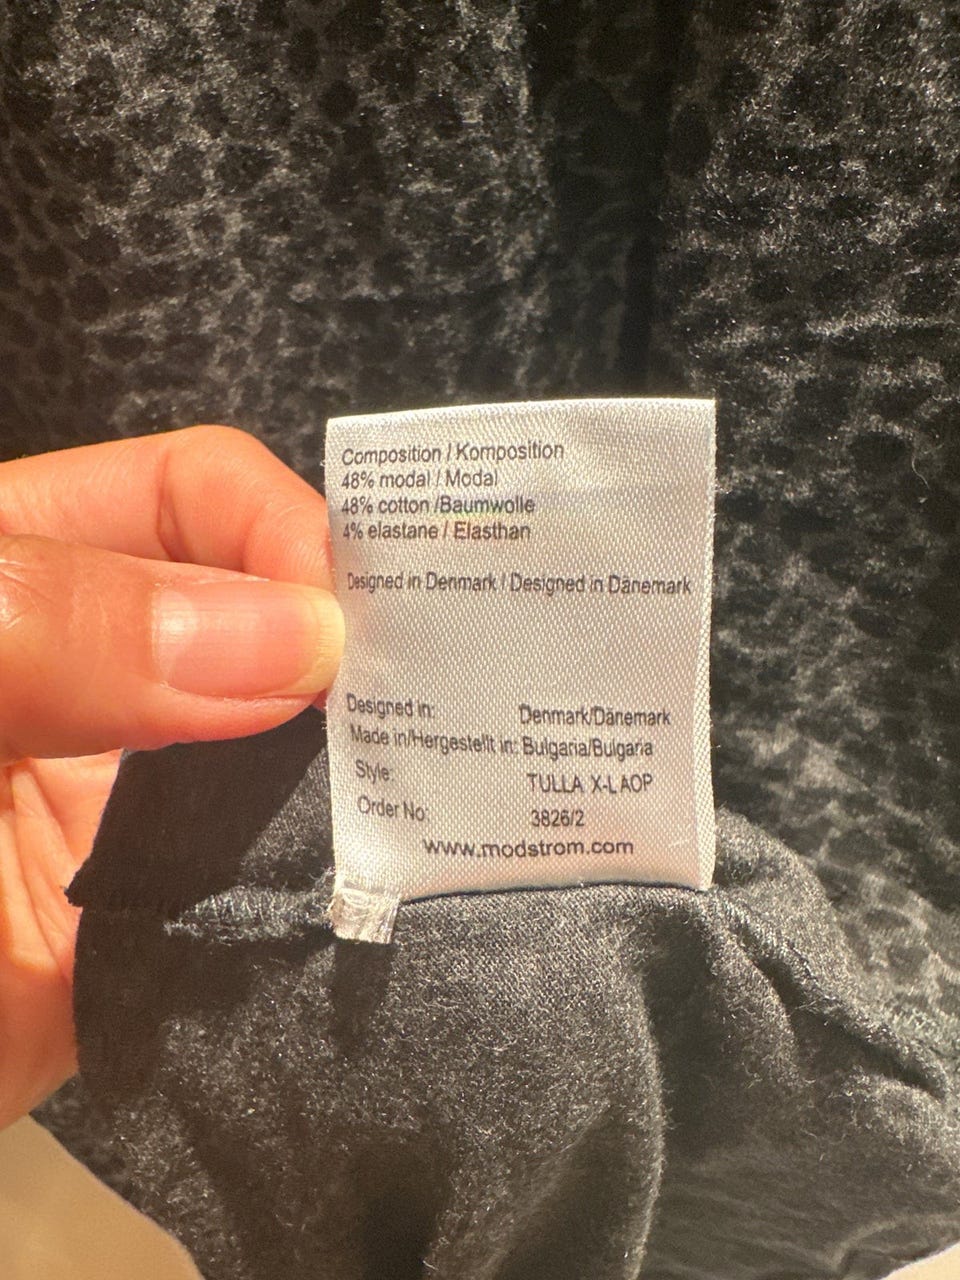 Composition / Komposition
48% modal / Modal
48% cotton /Baumwolle
4% elastane / Elasthan
Designed in Denmark / Designed in Dänemark
Designed in: Denmark/Dänemark
Made in/Hergestellt in: Bulgaria/Bulgaria
Style: TULLA X-L AOP
Order No: 3826/2
www.modstrom.com